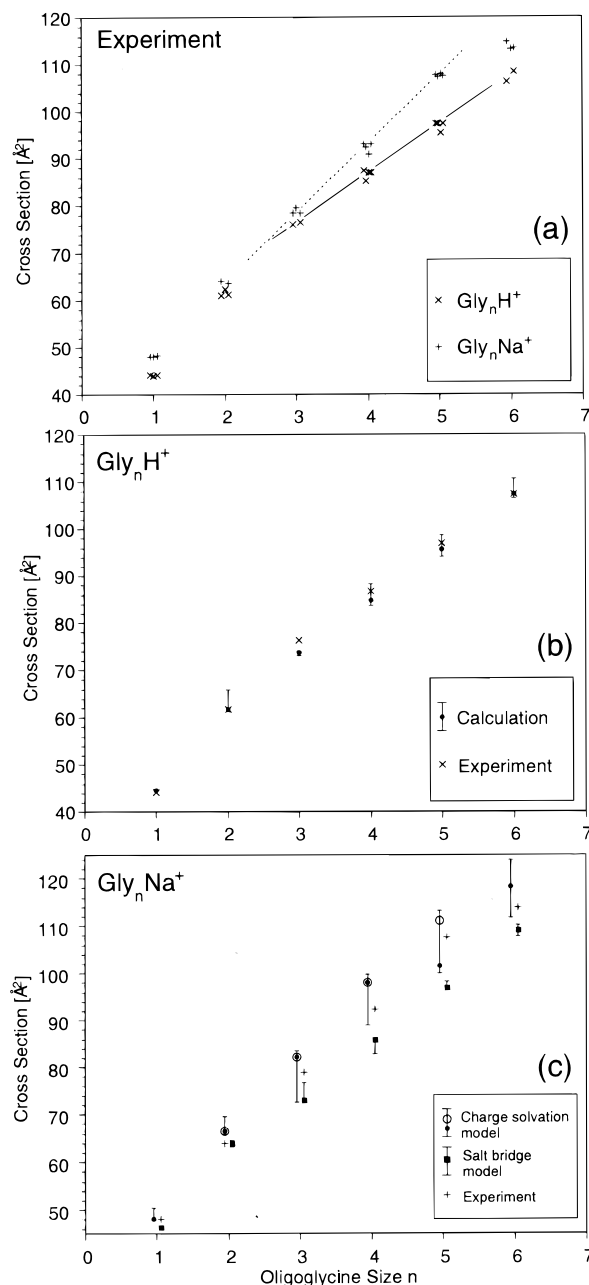 Experiment
120
110
100
90
80
70
60
50
40
Cross Section [Å²]
(a)
× GlyₙH⁺
+ GlyₙNa⁺
0 1 2 3 4 5 6 7
GlyₙH⁺
120
110
100
90
80
70
60
50
40
Cross Section [Å²]
(b)
Calculation
× Experiment
0 1 2 3 4 5 6 7
GlyₙNa⁺
120
110
100
90
80
70
60
50
Cross Section [Å²]
(c)
Charge solvation
model
Salt bridge
model
+ Experiment
0 1 2 3 4 5 6 7
Oligoglycine Size n